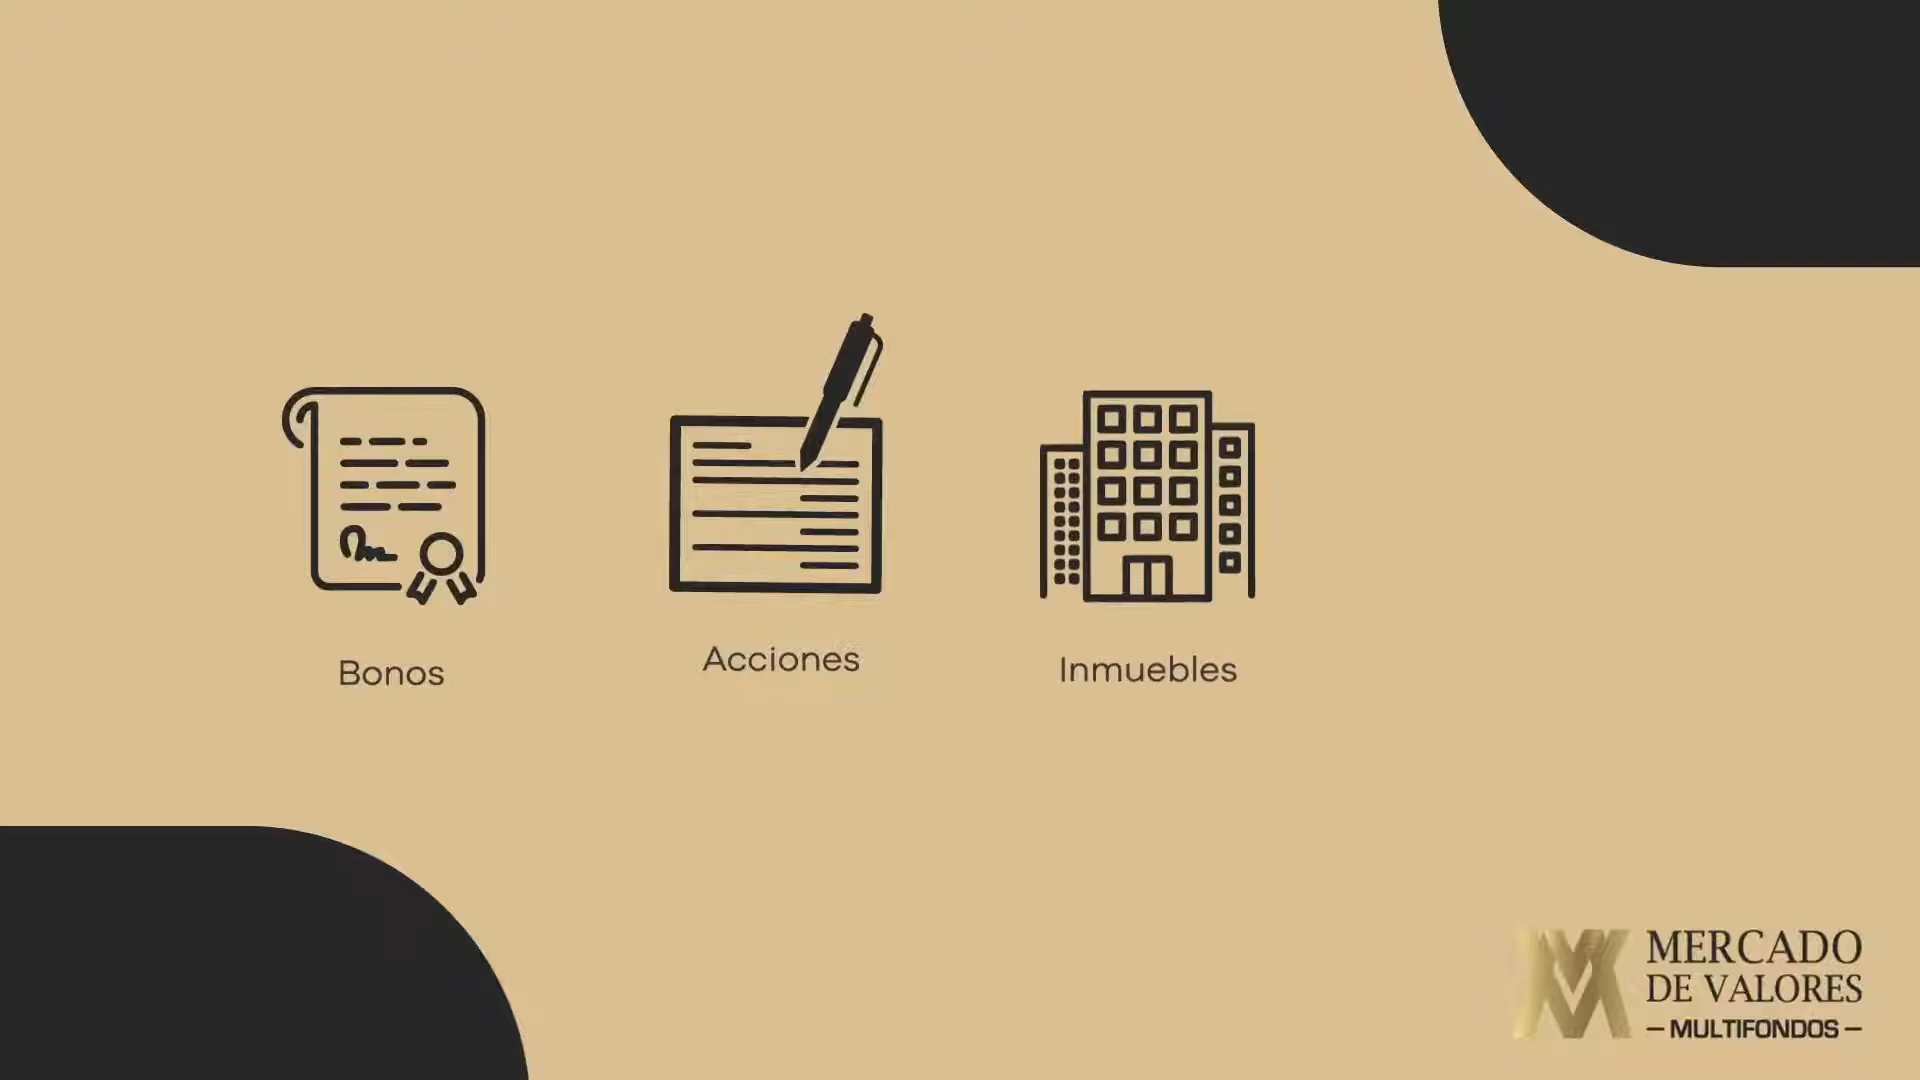 Bonos
Acciones
Inmuebles
MERCADO
DE VALORES
– MULTIFONDOS –